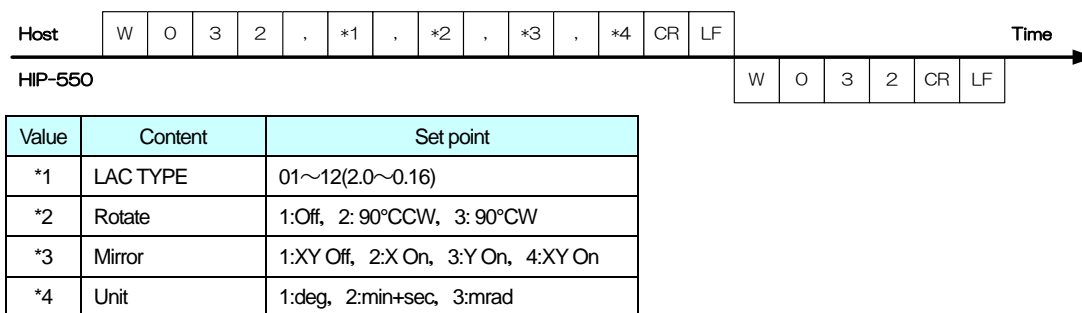 Host W O 3 2 , *1 , *2 , *3 , *4 CR LF Time
HIP-550 W O 3 2 CR LF
Value Content Set point
*1 LAC TYPE 01～12(2.0～0.16)
*2 Rotate 1:Off, 2: 90°CCW, 3: 90°CW
*3 Mirror 1:XY Off, 2:X On, 3:Y On, 4:XY On
*4 Unit 1:deg, 2:min+sec, 3:mrad